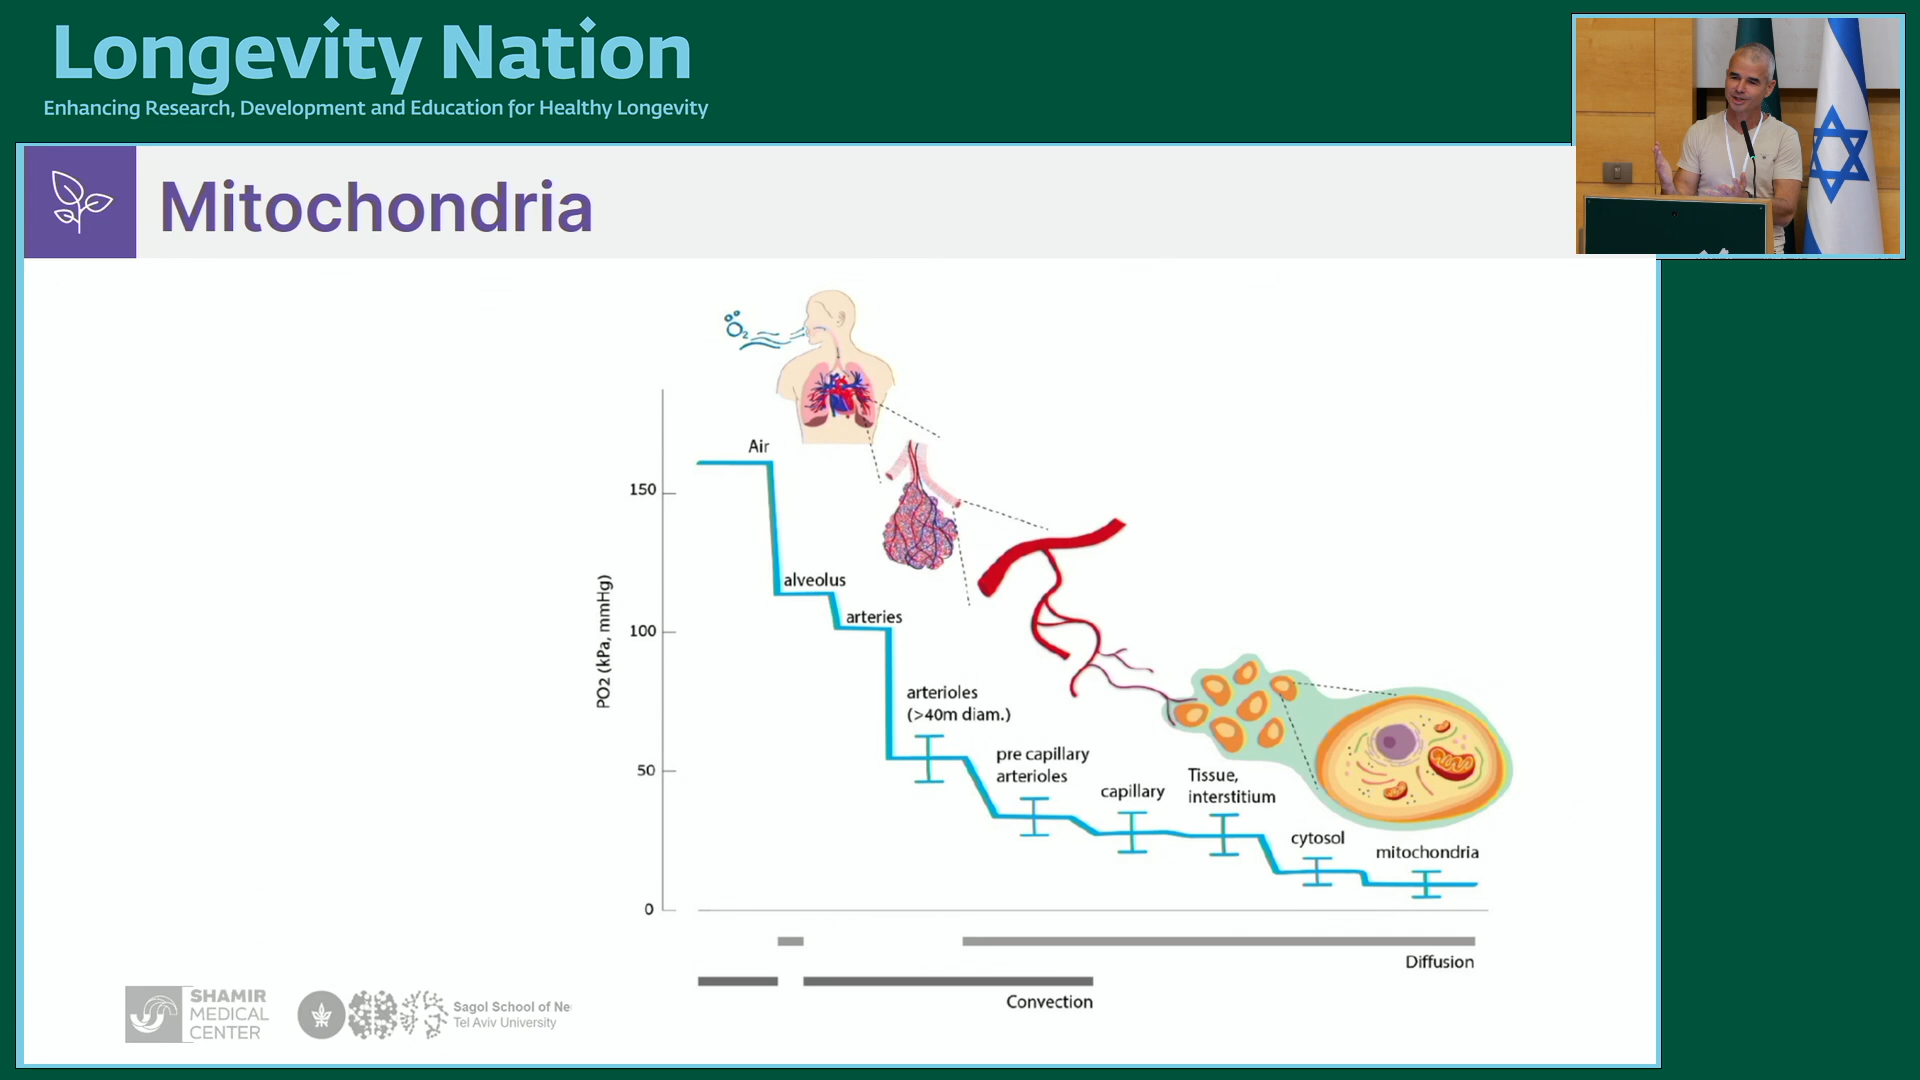 Longevity Nation
Enhancing Research, Development and Education for Healthy Longevity
Mitochondria
O2
Air
150
alveolus
100
arteries
PO2 (kPa, mmHg)
arterioles
(>40m diam.)
pre capillary
arterioles
50
capillary
Tissue,
interstitium
cytosol
mitochondria
0
Diffusion
Convection
SHAMIR
MEDICAL
CENTER
Sagol School of Ne
Tel Aviv University